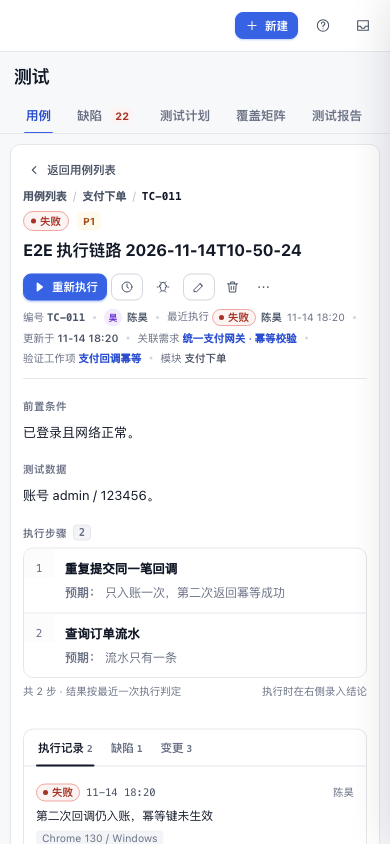 新建
测试
用例 缺陷 22 测试计划 覆盖矩阵 测试报告
返回用例列表
用例列表 / 支付下单 / TC-011
失败 P1
E2E 执行链路 2026-11-14T10-50-24
重新执行
编号 TC-011 · 昊 陈昊 · 最近执行 失败 陈昊 11-14 18:20 ·
更新于 11-14 18:20 · 关联需求 统一支付网关 · 幂等校验 ·
验证工作项 支付回调幂等 · 模块 支付下单
前置条件
已登录且网络正常。
测试数据
账号 admin / 123456。
执行步骤 2
1 重复提交同一笔回调
预期： 只入账一次，第二次返回幂等成功
2 查询订单流水
预期： 流水只有一条
共 2 步 · 结果按最近一次执行判定 执行时在右侧录入结论
执行记录 2 缺陷 1 变更 3
失败 11-14 18:20 陈昊
第二次回调仍入账，幂等键未生效
Chrome 130 / Windows